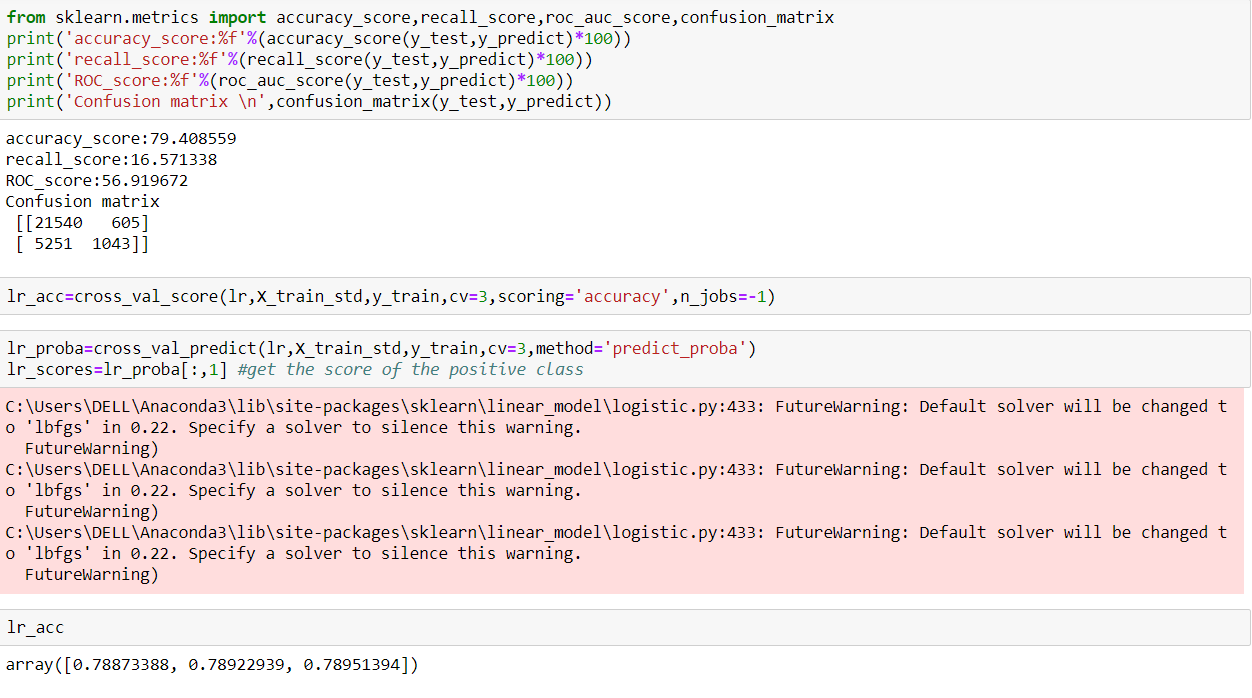 from sklearn.metrics import accuracy_score,recall_score,roc_auc_score,confusion_matrix
print('accuracy_score:%f'%(accuracy_score(y_test,y_predict)*100))
print('recall_score:%f'%(recall_score(y_test,y_predict)*100))
print('ROC_score:%f'%(roc_auc_score(y_test,y_predict)*100))
print('Confusion matrix \n',confusion_matrix(y_test,y_predict))
accuracy_score:79.408559
recall_score:16.571338
ROC_score:56.919672
Confusion matrix
[[21540   605]
[ 5251  1043]]
lr_acc=cross_val_score(lr,X_train_std,y_train,cv=3,scoring='accuracy',n_jobs=-1)
lr_proba=cross_val_predict(lr,X_train_std,y_train,cv=3,method='predict_proba')
lr_scores=lr_proba[:,1] #get the score of the positive class
C:\Users\DELL\Anaconda3\lib\site-packages\sklearn\linear_model\logistic.py:433: FutureWarning: Default solver will be changed t
o 'lbfgs' in 0.22. Specify a solver to silence this warning.
FutureWarning)
C:\Users\DELL\Anaconda3\lib\site-packages\sklearn\linear_model\logistic.py:433: FutureWarning: Default solver will be changed t
o 'lbfgs' in 0.22. Specify a solver to silence this warning.
FutureWarning)
C:\Users\DELL\Anaconda3\lib\site-packages\sklearn\linear_model\logistic.py:433: FutureWarning: Default solver will be changed t
o 'lbfgs' in 0.22. Specify a solver to silence this warning.
FutureWarning)
lr_acc
array([0.78873388, 0.78922939, 0.78951394])